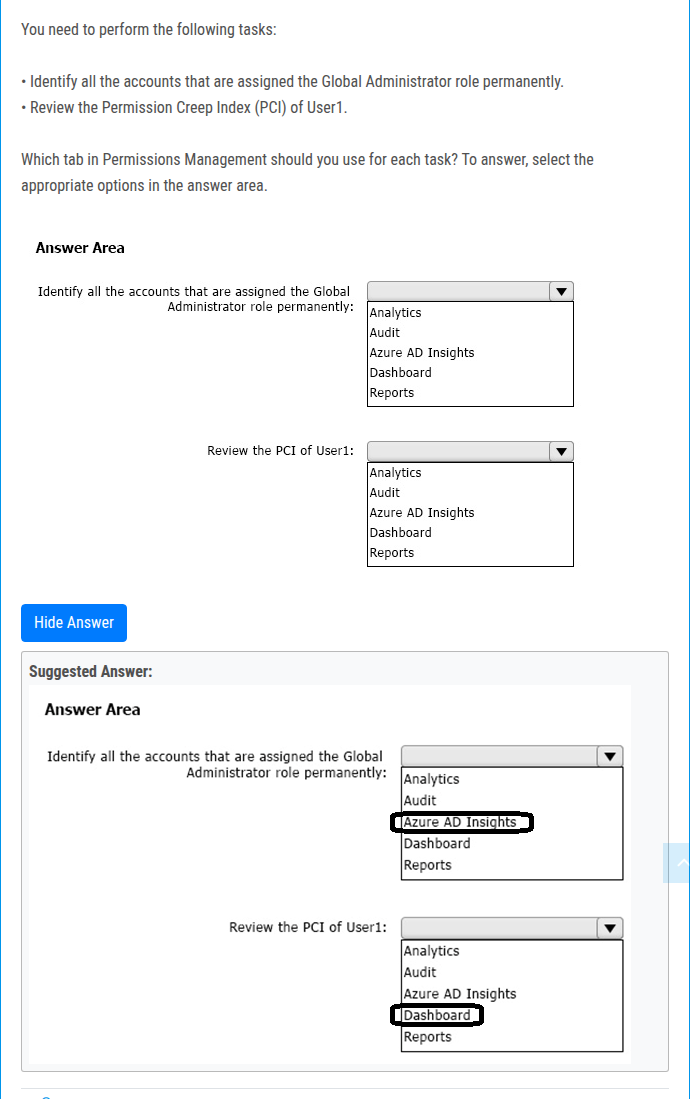 You need to perform the following tasks:
• Identify all the accounts that are assigned the Global Administrator role permanently.
• Review the Permission Creep Index (PCI) of User1.
Which tab in Permissions Management should you use for each task? To answer, select the
appropriate options in the answer area.
Answer Area
Identify all the accounts that are assigned the Global
Administrator role permanently:
Analytics
Audit
Azure AD Insights
Dashboard
Reports
Review the PCI of User1:
Analytics
Audit
Azure AD Insights
Dashboard
Reports
Hide Answer
Suggested Answer:
Answer Area
Identify all the accounts that are assigned the Global
Administrator role permanently:
Analytics
Audit
Azure AD Insights
Dashboard
Reports
Review the PCI of User1:
Analytics
Audit
Azure AD Insights
Dashboard
Reports